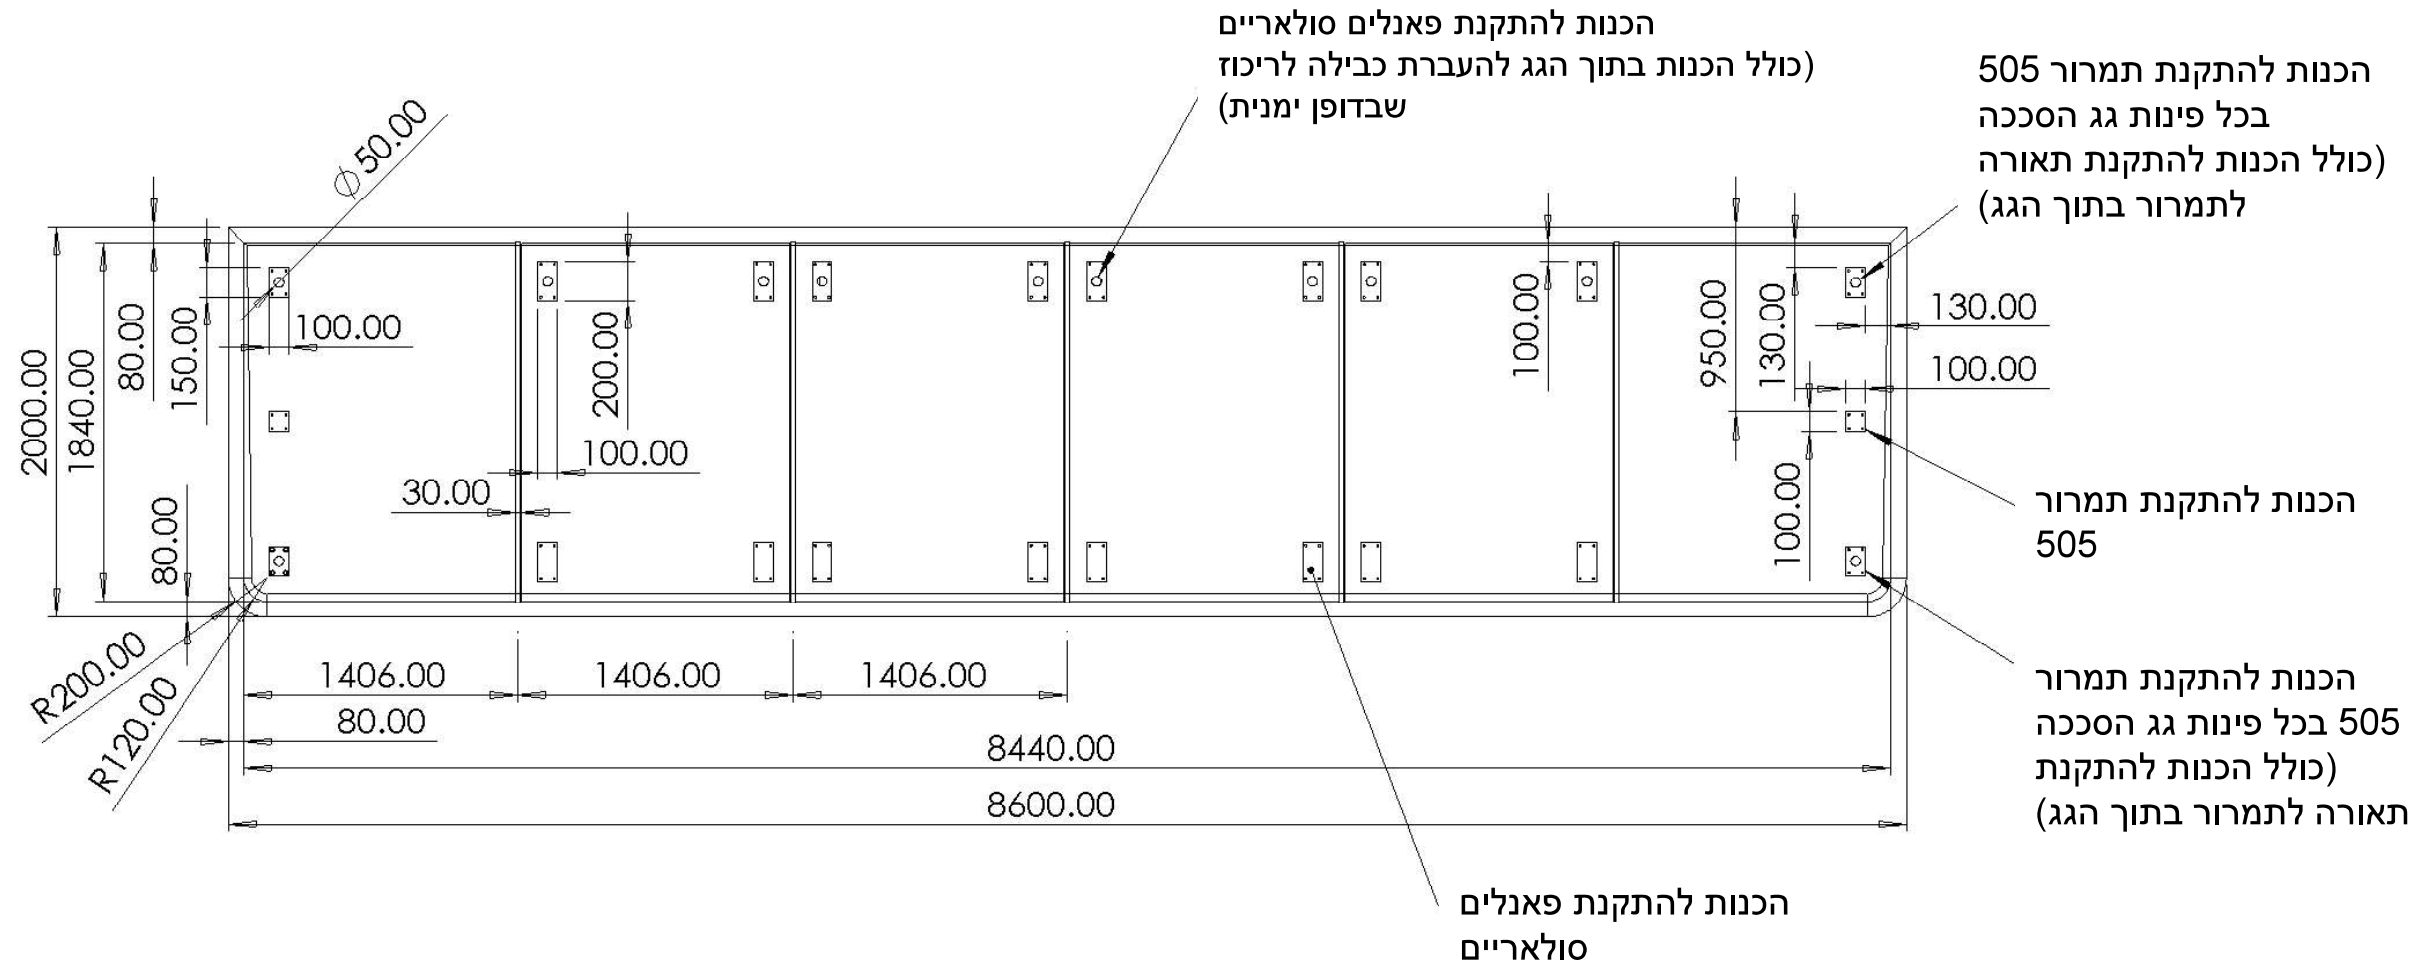 הכנות להתקנת פאנלים סולאריים
(כולל הכנות בתוך הגג להעברת כבילה לריכוז
שבדופן ימנית)
הכנות להתקנת תמרור 505
בכל פינות גג הסככה
(כולל הכנות להתקנת תאורה
לתמרור בתוך הגג)
∅ 50.00
2000.00
1840.00
80.00
150.00
100.00
200.00
100.00
30.00
80.00
100.00
950.00
130.00
130.00
100.00
100.00
הכנות להתקנת תמרור
505
R200.00
R120.00
1406.00
1406.00
1406.00
80.00
8440.00
8600.00
הכנות להתקנת תמרור
505 בכל פינות גג הסככה
(כולל הכנות להתקנת
תאורה לתמרור בתוך הגג)
הכנות להתקנת פאנלים
סולאריים